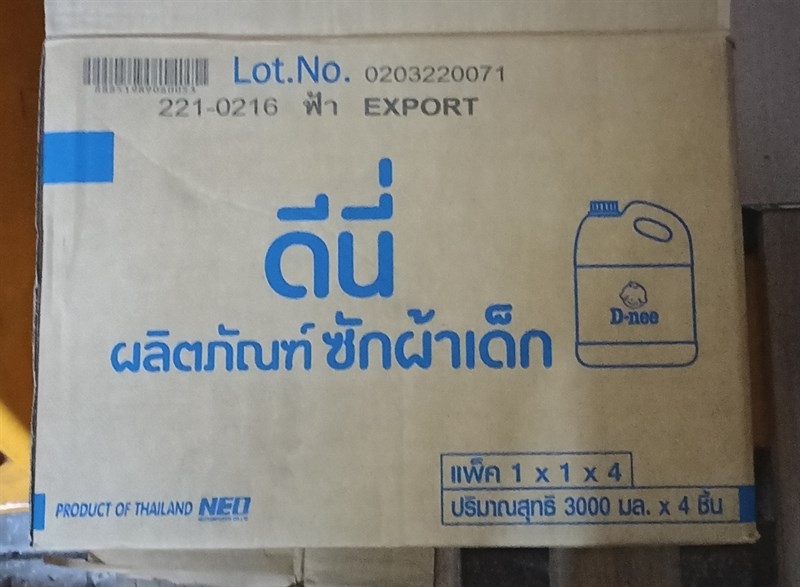 Lot.No. 0203220071
221-0216 ฟ้า EXPORT
ดีนี่
ผลิตภัณฑ์ ซักผ้าเด็ก
D-nee
แพ็ค 1 x 1 x 4
ปริมาณสุทธิ 3000 มล. x 4 ชิ้น
PRODUCT OF THAILAND NEO